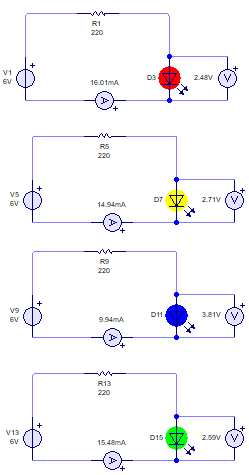 R1
220
V1
6V
16.01mA
D3
2.48V
V
A
R5
220
V5
6V
14.94mA
D7
2.71V
V
A
R9
220
V9
6V
9.94mA
D11
3.81V
V
A
R13
220
V13
6V
15.48mA
D15
2.59V
V
A